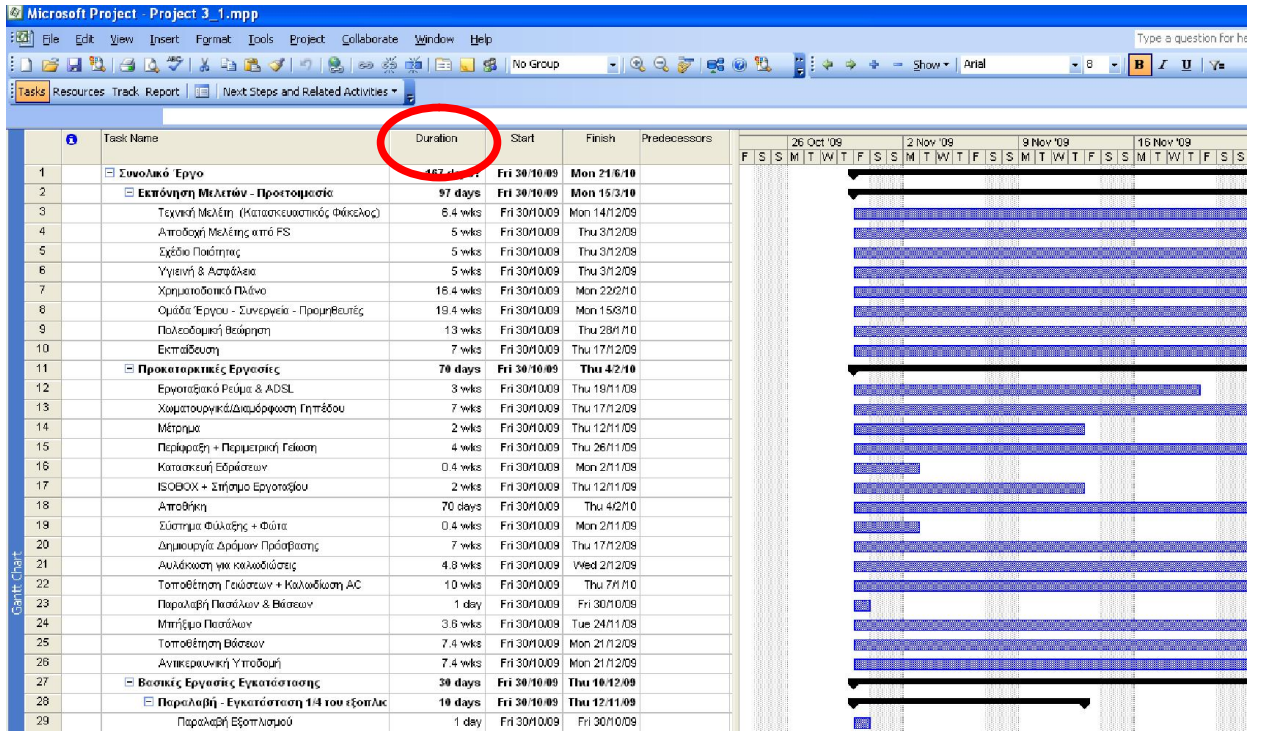 Microsoft Project - Project 3_1.mpp
File Edit View Insert Format Tools Project Collaborate Window Help Type a question for he
No Group Show Arial 8 B I U
Tasks Resources Track Report Next Steps and Related Activities
Task Name Duration Start Finish Predecessors 26 Oct '09 2 Nov '09 9 Nov '09 16 Nov '09
F S S M T W T F S S M T W T F S S M T W T F S S M T W T F S S
1 Συνολικό Έργο Fri 30/10/09 Mon 21/6/10
2 Εκπόνηση Μελετών - Προετοιμασία 97 days Fri 30/10/09 Mon 15/3/10
3 Τεχνική Μελέτη (Κατασκευαστικός Φάκελος) 6.4 wks Fri 30/10/09 Mon 14/12/09
4 Αποδοχή Μελέτης από FS 5 wks Fri 30/10/09 Thu 3/12/09
5 Σχέδιο Ποιότητας 5 wks Fri 30/10/09 Thu 3/12/09
6 Υγιεινή & Ασφάλεια 5 wks Fri 30/10/09 Thu 3/12/09
7 Χρηματοδοτικό Πλάνο 16.4 wks Fri 30/10/09 Mon 22/2/10
8 Ομάδα Έργου - Συνεργεία - Προμηθευτές 19.4 wks Fri 30/10/09 Mon 15/3/10
9 Πολεοδομική θεώρηση 13 wks Fri 30/10/09 Thu 28/1/10
10 Εκπαίδευση 7 wks Fri 30/10/09 Thu 17/12/09
11 Προκαταρκτικές Εργασίες 70 days Fri 30/10/09 Thu 4/2/10
12 Εργοταξιακό Ρεύμα & ADSL 3 wks Fri 30/10/09 Thu 19/11/09
13 Χωματουργικά/Διαμόρφωση Γηπέδου 7 wks Fri 30/10/09 Thu 17/12/09
14 Μέτρημα 2 wks Fri 30/10/09 Thu 12/11/09
15 Περίφραξη + Περιμετρική Γείωση 4 wks Fri 30/10/09 Thu 26/11/09
16 Κατασκευή Εδράσεων 0.4 wks Fri 30/10/09 Mon 2/11/09
17 ISOBOX + Στήσιμο Εργοταξίου 2 wks Fri 30/10/09 Thu 12/11/09
18 Αποθήκη 70 days Fri 30/10/09 Thu 4/2/10
19 Σύστημα Φύλαξης + Φώτα 0.4 wks Fri 30/10/09 Mon 2/11/09
20 Δημιουργία Δρόμων Πρόσβασης 7 wks Fri 30/10/09 Thu 17/12/09
21 Αυλάκωση για καλωδιώσεις 4.8 wks Fri 30/10/09 Wed 2/12/09
22 Τοποθέτηση Γειώσεων + Καλωδίωση AC 10 wks Fri 30/10/09 Thu 7/1/10
23 Παραλαβή Πασάλων & Βάσεων 1 day Fri 30/10/09 Fri 30/10/09
24 Μπήξιμο Πασάλων 3.6 wks Fri 30/10/09 Tue 24/11/09
25 Τοποθέτηση Βάσεων 7.4 wks Fri 30/10/09 Mon 21/12/09
26 Αντικεραυνική Υποδομή 7.4 wks Fri 30/10/09 Mon 21/12/09
27 Βασικές Εργασίες Εγκατάστασης 30 days Fri 30/10/09 Thu 10/12/09
28 Παραλαβή - Εγκατάσταση 1/4 του εξοπλικ 10 days Fri 30/10/09 Thu 12/11/09
29 Παραλαβή Εξοπλισμού 1 day Fri 30/10/09 Fri 30/10/09
Gantt Chart